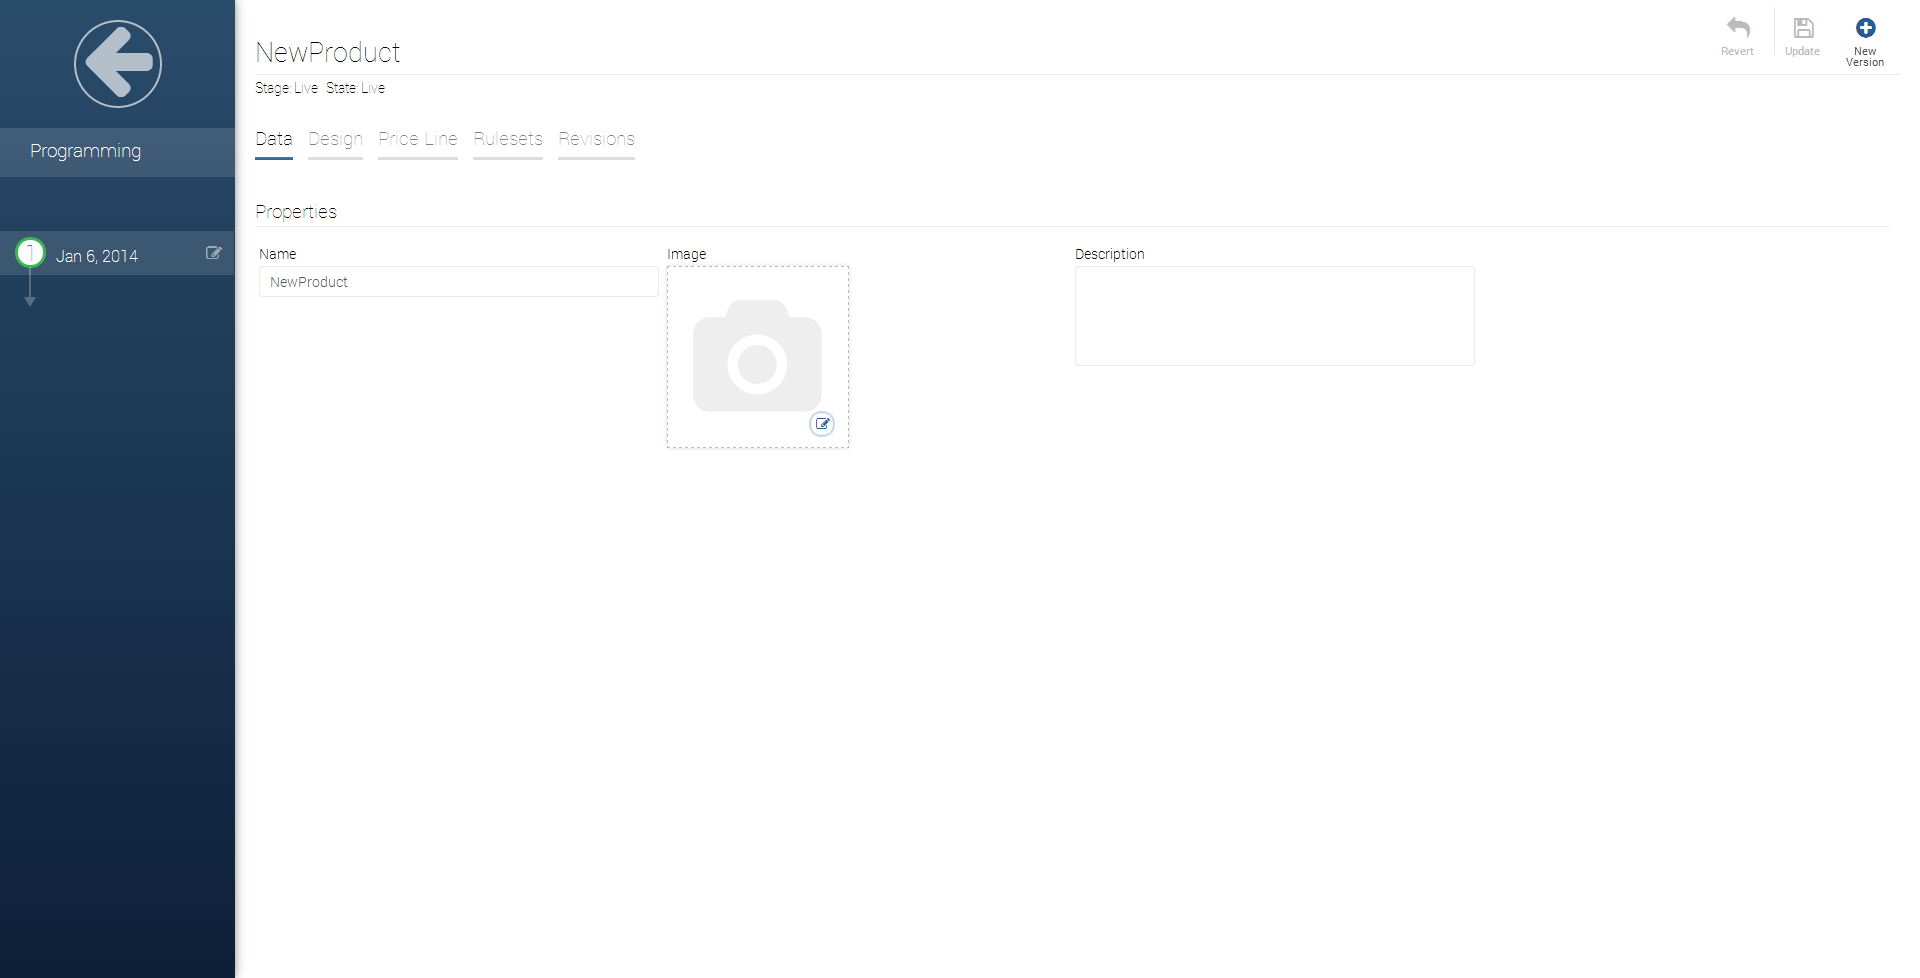 Programming
1
Jan 6, 2014
NewProduct
Revert
Update
New
Version
Stage: Live State: Live
Data Design Price Line Rulesets Revisions
Properties
Name
NewProduct
Image
Description